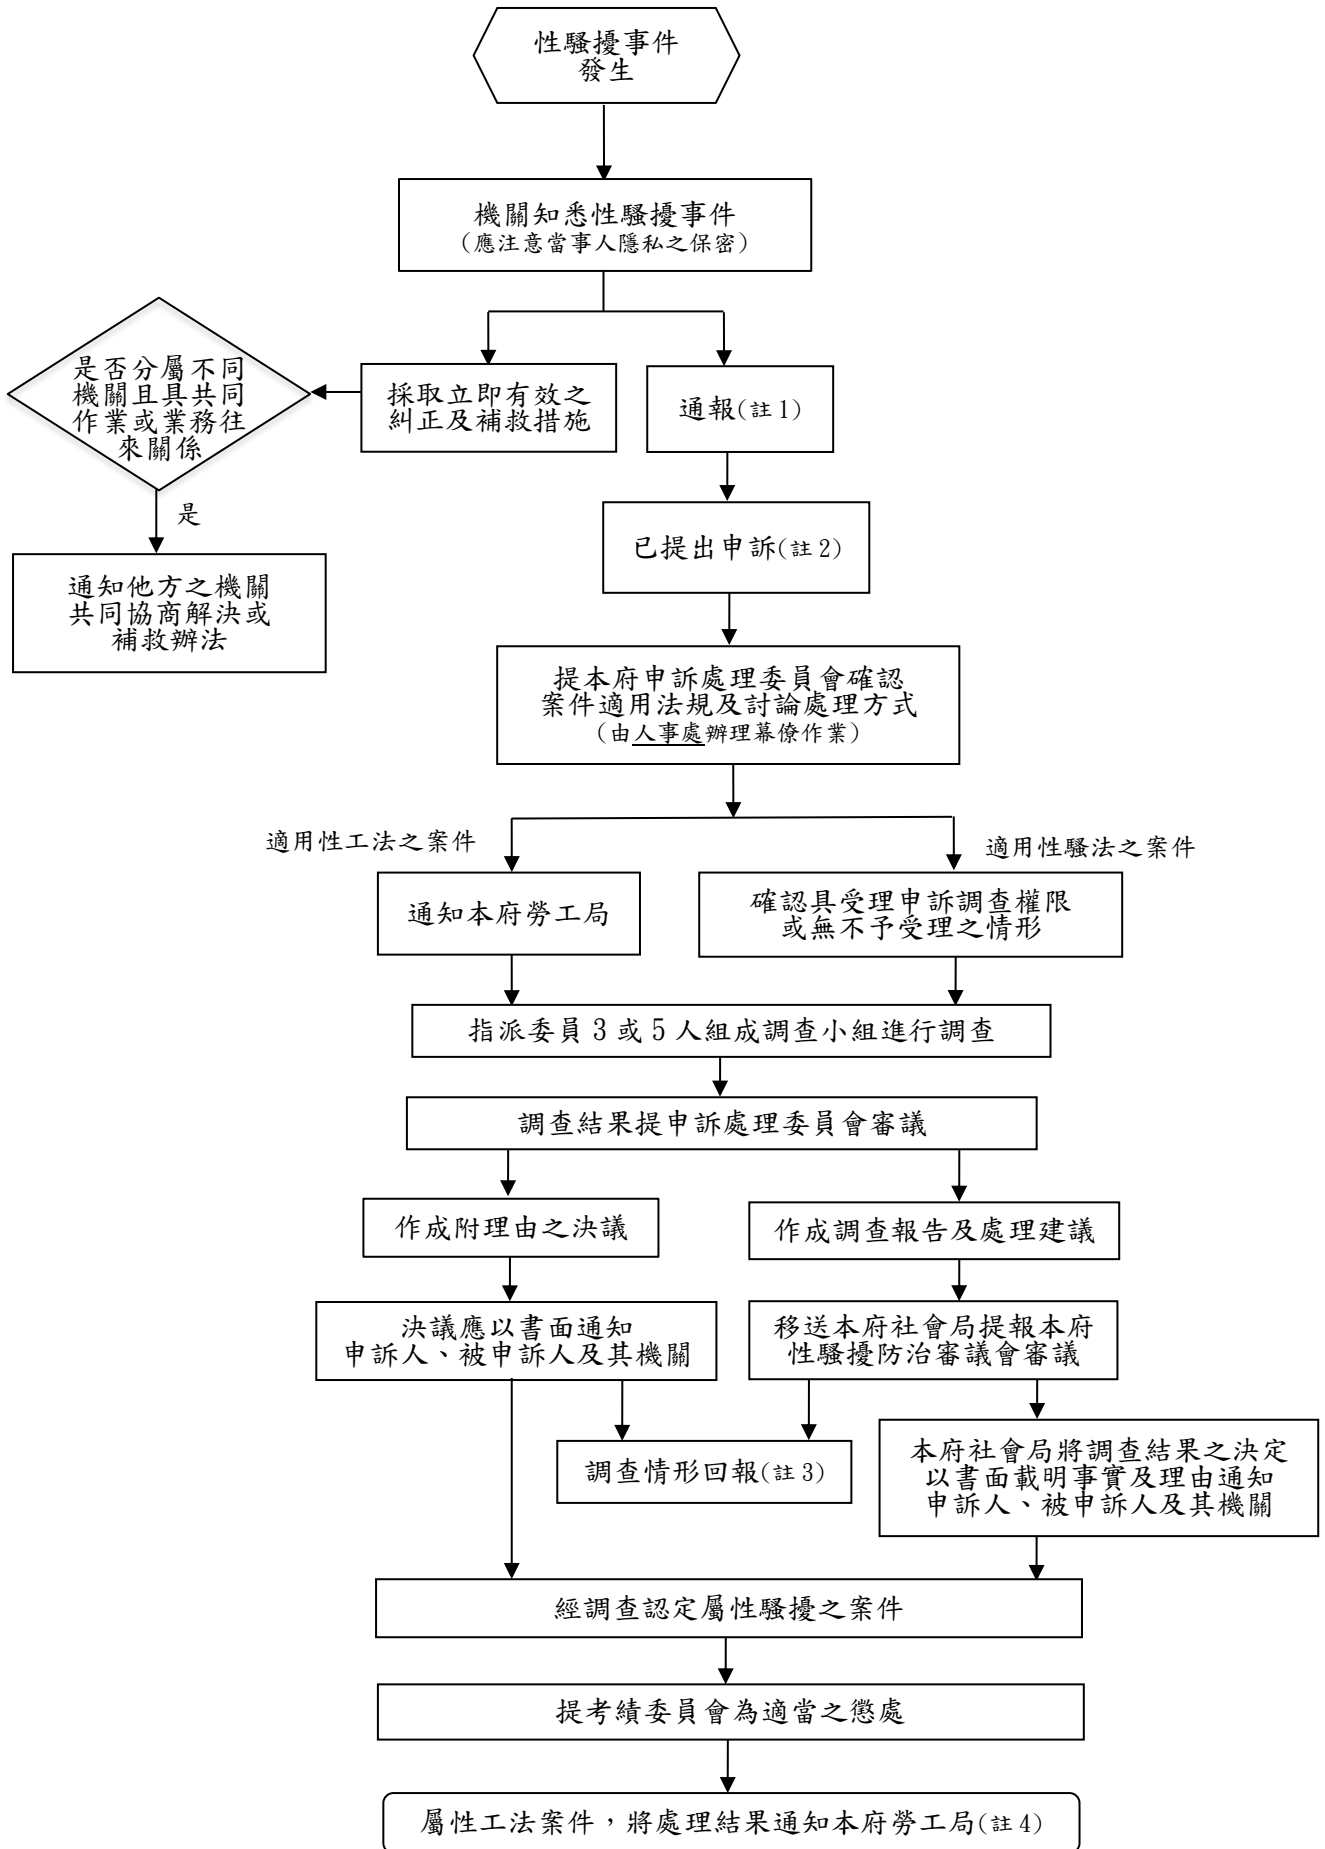 性騷擾事件
發生
機關知悉性騷擾事件
(應注意當事人隱私之保密)
是否分屬不同
機關且具共同
作業或業務往
來關係
採取立即有效之
糾正及補救措施
通報(註1)
是
已提出申訴(註2)
通知他方之機關
共同協商解決或
補救辦法
提本府申訴處理委員會確認
案件適用法規及討論處理方式
(由人事處辦理幕僚作業)
適用性工法之案件
適用性騷法之案件
通知本府勞工局
確認具受理申訴調查權限
或無不予受理之情形
指派委員3或5人組成調查小組進行調查
調查結果提申訴處理委員會審議
作成附理由之決議
作成調查報告及處理建議
決議應以書面通知
申訴人、被申訴人及其機關
移送本府社會局提報本府
性騷擾防治審議會審議
調查情形回報(註3)
本府社會局將調查結果之決定
以書面載明事實及理由通知
申訴人、被申訴人及其機關
經調查認定屬性騷擾之案件
提考績委員會為適當之懲處
屬性工法案件，將處理結果通知本府勞工局(註4)